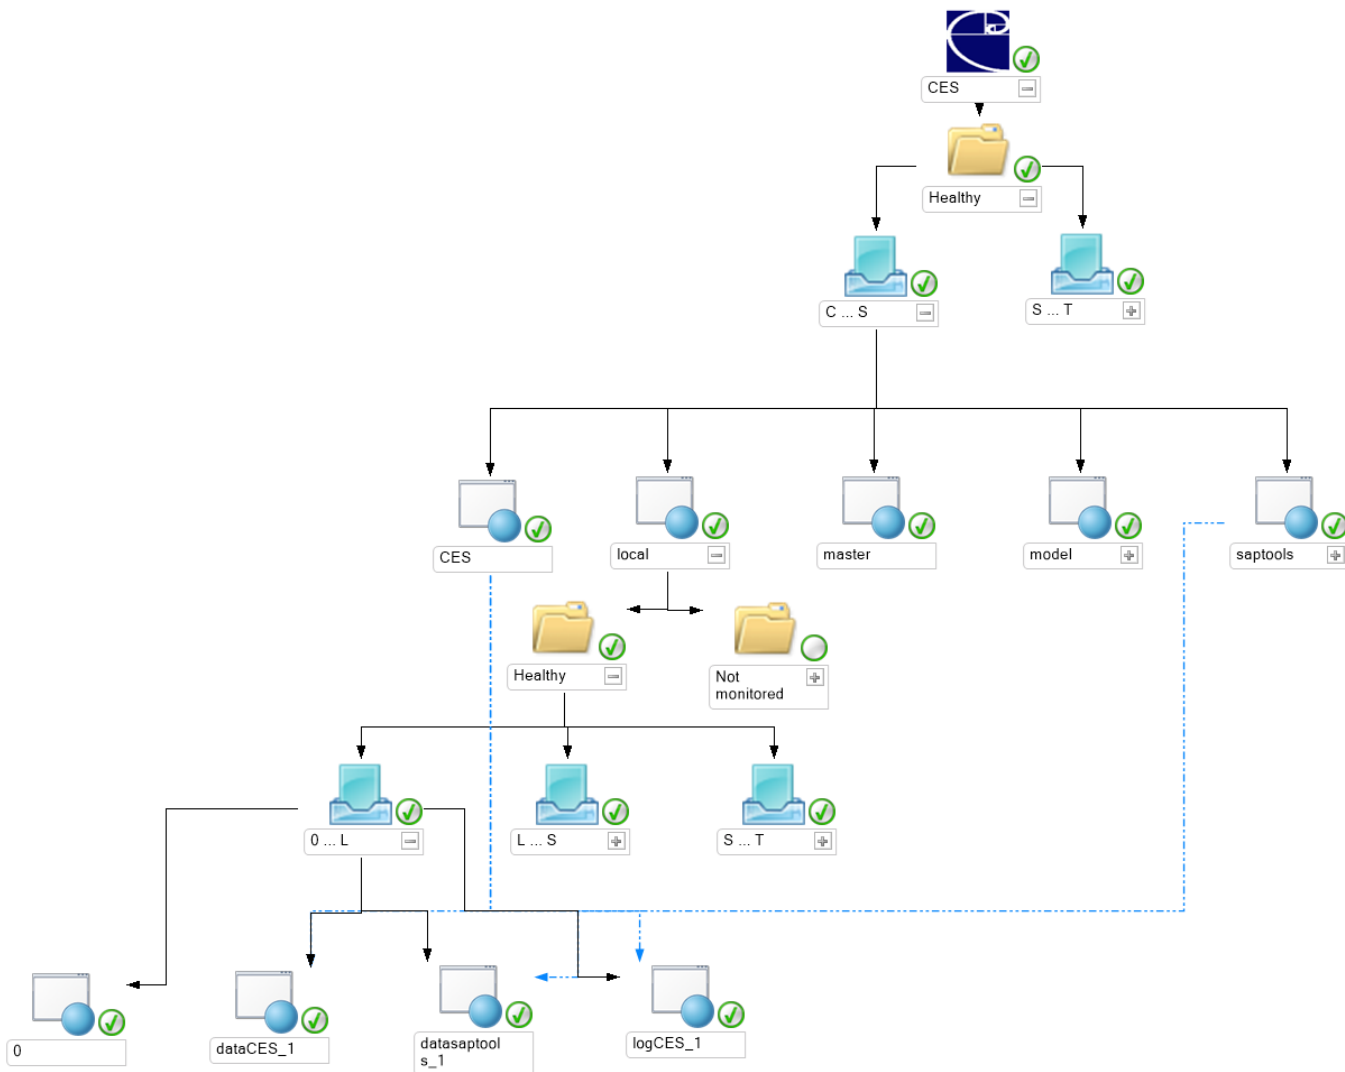 CES
Healthy
C ... S
S ... T
CES
local
master
model
saptools
Healthy
Not
monitored
0 ... L
L ... S
S ... T
0
dataCES_1
datasaptool
s_1
logCES_1